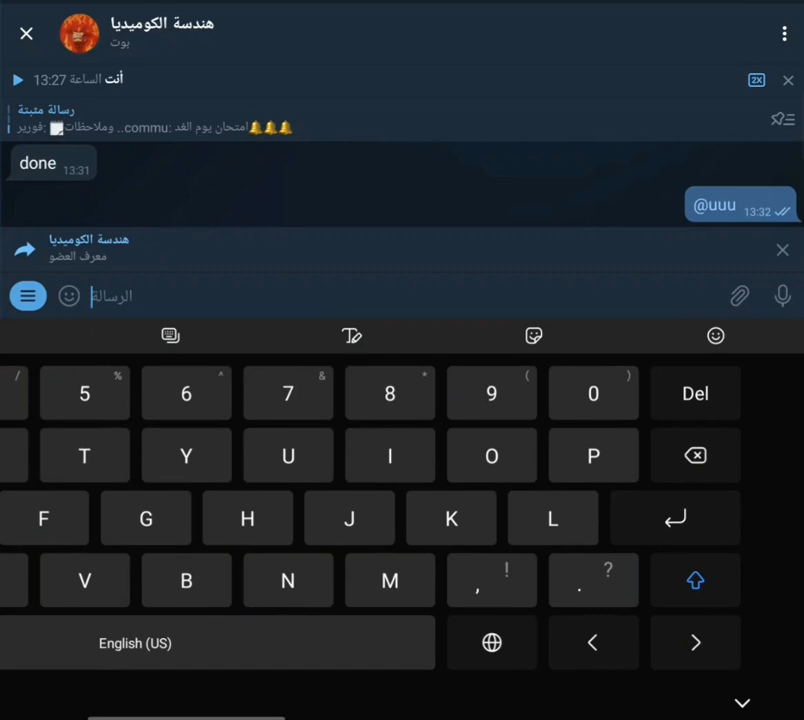 هندسة الكوميديا
بوت
أنت الساعة 13:27
2X
رسالة مثبتة
🔔🔔🔔امتحان يوم الغد :commu.. وملاحظات🗒️ :فورير
done 13:31
@uuu 13:32
هندسة الكوميديا
معرف العضو
الرسالة
/ 5 % 6 ^ 7 & 8 * 9 ( 0 ) Del
T Y U I O P
F G H J K L
V B N M , ! . ?
English (US)